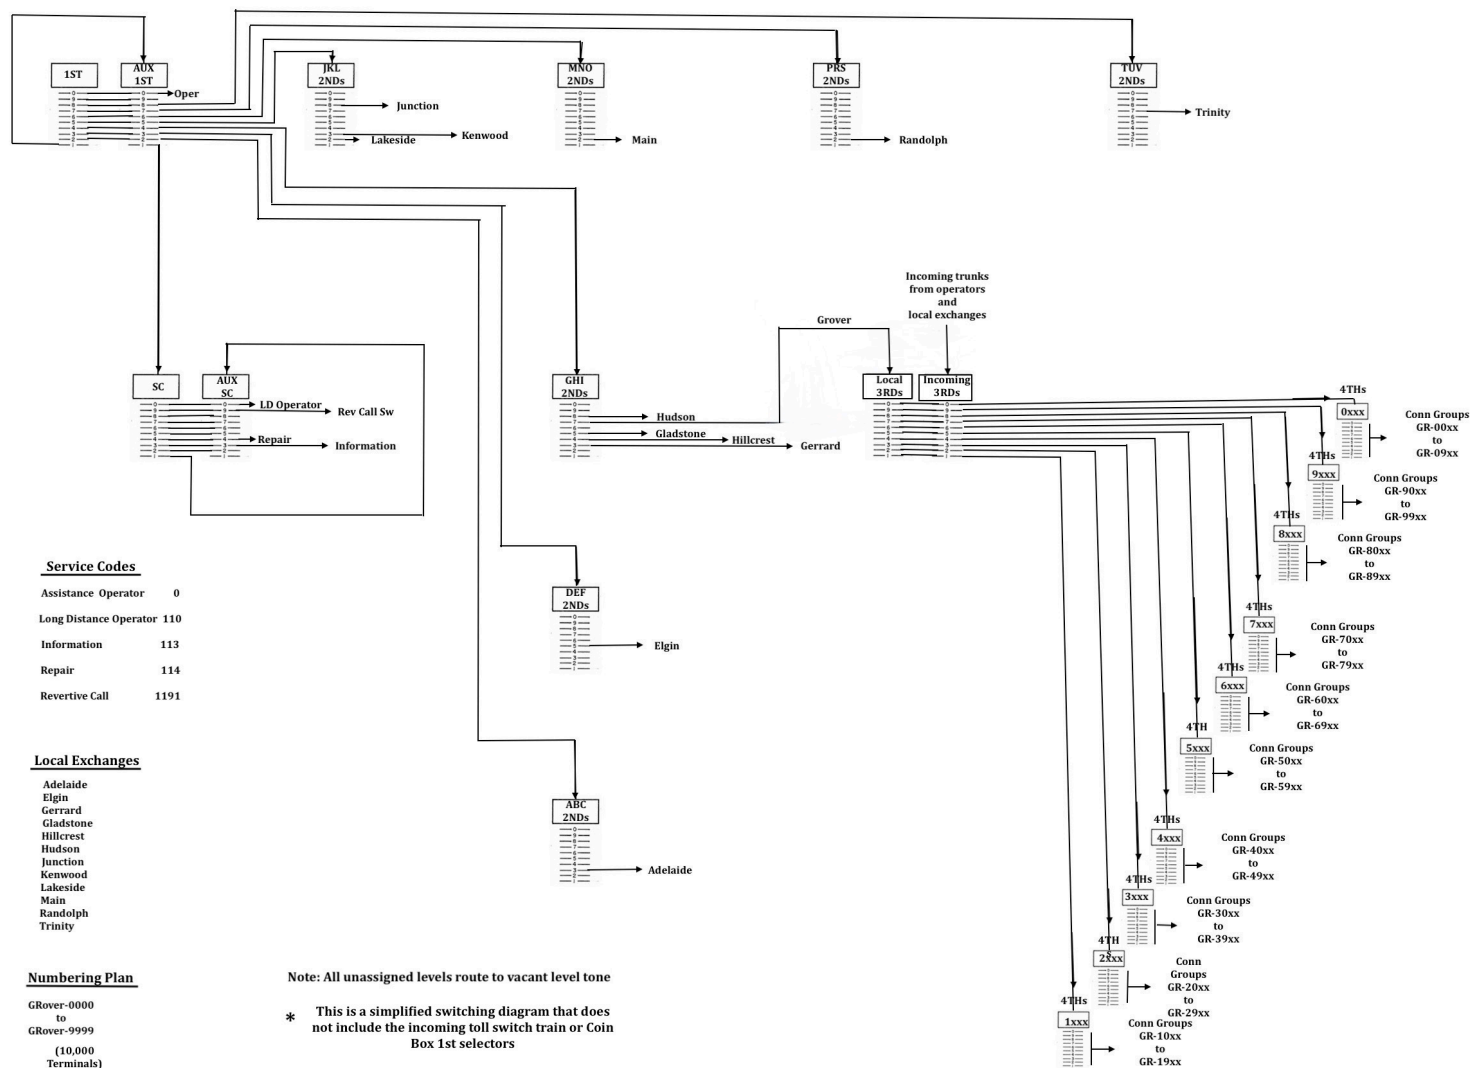 1ST
AUX
1ST
JKL
2NDs
MNO
2NDs
PRS
2NDs
TUV
2NDs
Oper
Junction
Kenwood
Lakeside
Main
Randolph
Trinity
Incoming trunks
from operators
and
local exchanges
Grover
SC
AUX
SC
GHI
2NDs
Local
3RDs
Incoming
3RDs
LD Operator
Rev Call Sw
Repair
Information
Hudson
Gladstone
Hillcrest
Gerrard
4THs
0xxx
Conn Groups
GR-00xx
to
GR-09xx
4THs
9xxx
Conn Groups
GR-90xx
to
GR-99xx
4THs
8xxx
Conn Groups
GR-80xx
to
GR-89xx
4THs
7xxx
Conn Groups
GR-70xx
to
GR-79xx
4THs
6xxx
Conn Groups
GR-60xx
to
GR-69xx
4TH
5xxx
Conn Groups
GR-50xx
to
GR-59xx
4THs
4xxx
Conn Groups
GR-40xx
to
GR-49xx
4THs
3xxx
Conn Groups
GR-30xx
to
GR-39xx
4TH
s
2xxx
Conn
Groups
GR-20xx
to
GR-29xx
4THs
1xxx
Conn Groups
GR-10xx
to
GR-19xx
DEF
2NDs
Elgin
ABC
2NDs
Adelaide
Service Codes
Assistance Operator 0
Long Distance Operator 110
Information 113
Repair 114
Revertive Call 1191
Local Exchanges
Adelaide
Elgin
Gerrard
Gladstone
Hillcrest
Hudson
Junction
Kenwood
Lakeside
Main
Randolph
Trinity
Numbering Plan
GRover-0000
to
GRover-9999
(10,000
Terminals)
Note: All unassigned levels route to vacant level tone
* This is a simplified switching diagram that does
not include the incoming toll switch train or Coin
Box 1st selectors